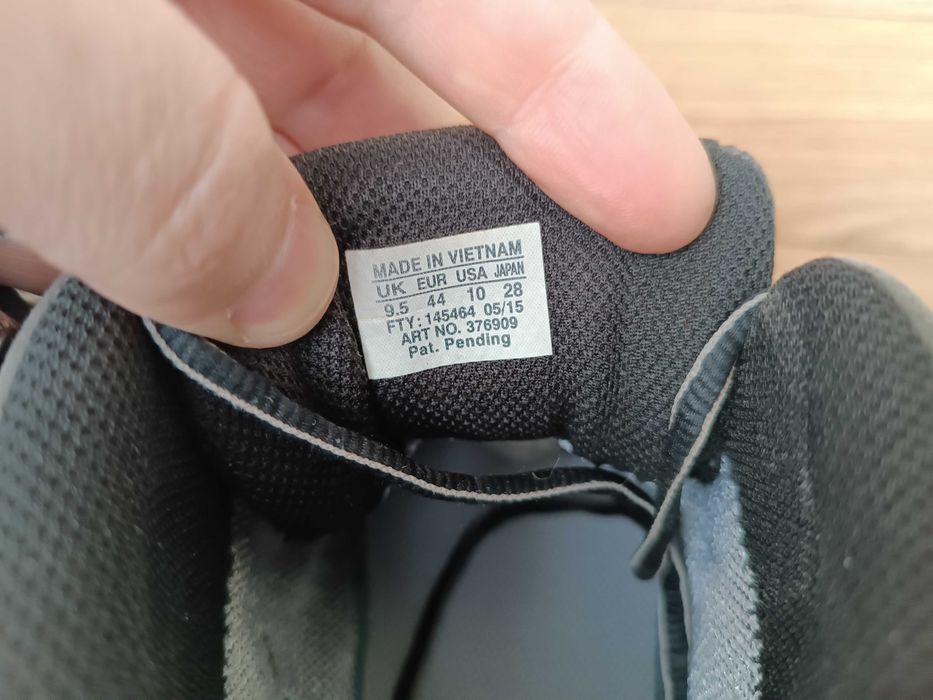 MADE IN VIETNAM
UK EUR USA JAPAN
9.5 44 10 28
FTY: 145464 05/15
ART NO. 376909
Pat. Pending